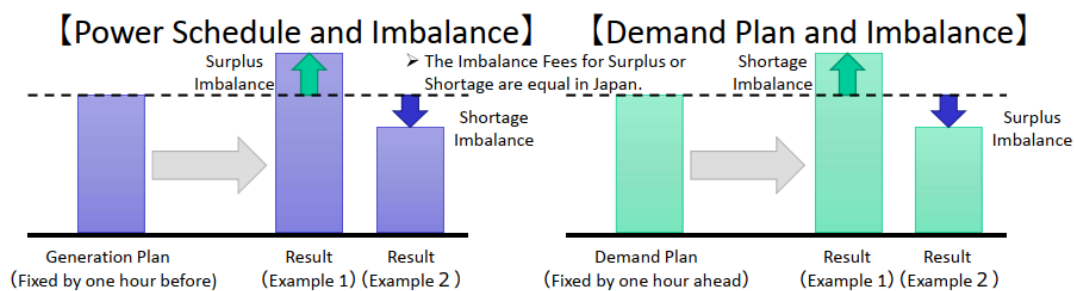 【Power Schedule and Imbalance】
Surplus
Imbalance
➢ The Imbalance Fees for Surplus or
Shortage are equal in Japan.
Shortage
Imbalance
Generation Plan
(Fixed by one hour before)
Result
(Example 1)
Result
(Example 2)
【Demand Plan and Imbalance】
Shortage
Imbalance
Surplus
Imbalance
Demand Plan
(Fixed by one hour ahead)
Result
(Example 1)
Result
(Example 2)